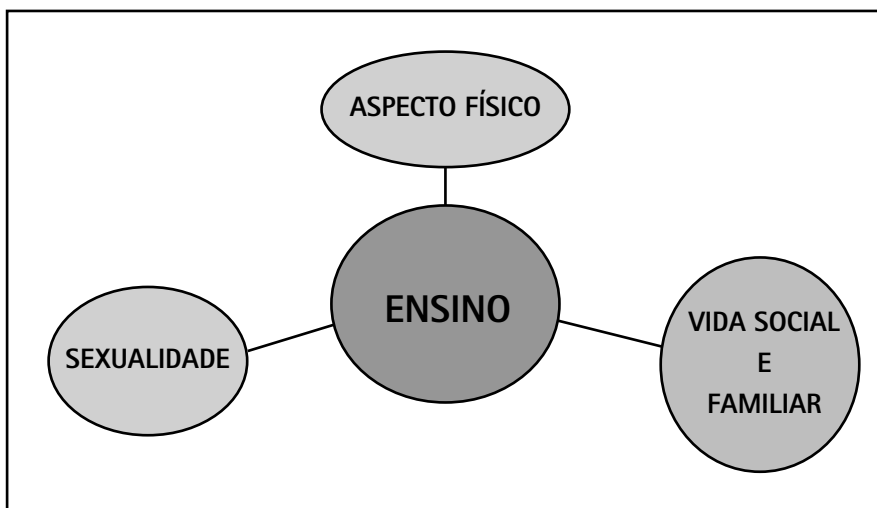 ASPECTO FÍSICO
ENSINO
SEXUALIDADE
VIDA SOCIAL
E
FAMILIAR